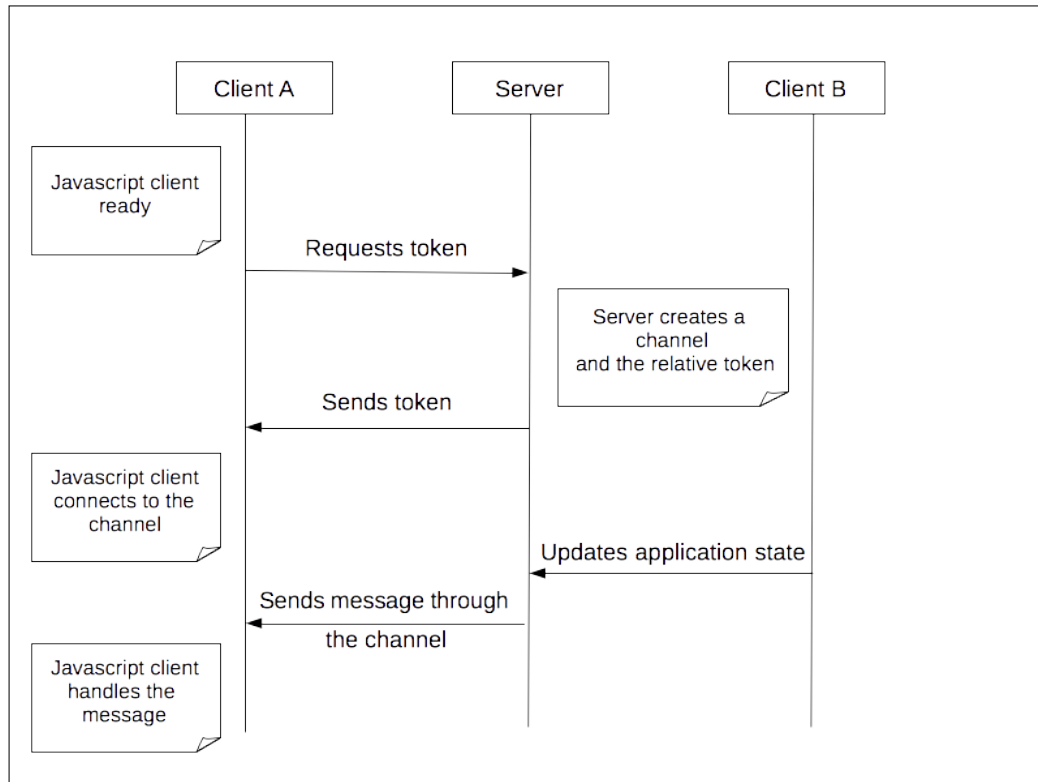 Client A
Server
Client B
Javascript client
ready
Requests token
Server creates a
channel
and the relative token
Sends token
Javascript client
connects to the
channel
Updates application state
Sends message through
the channel
Javascript client
handles the
message